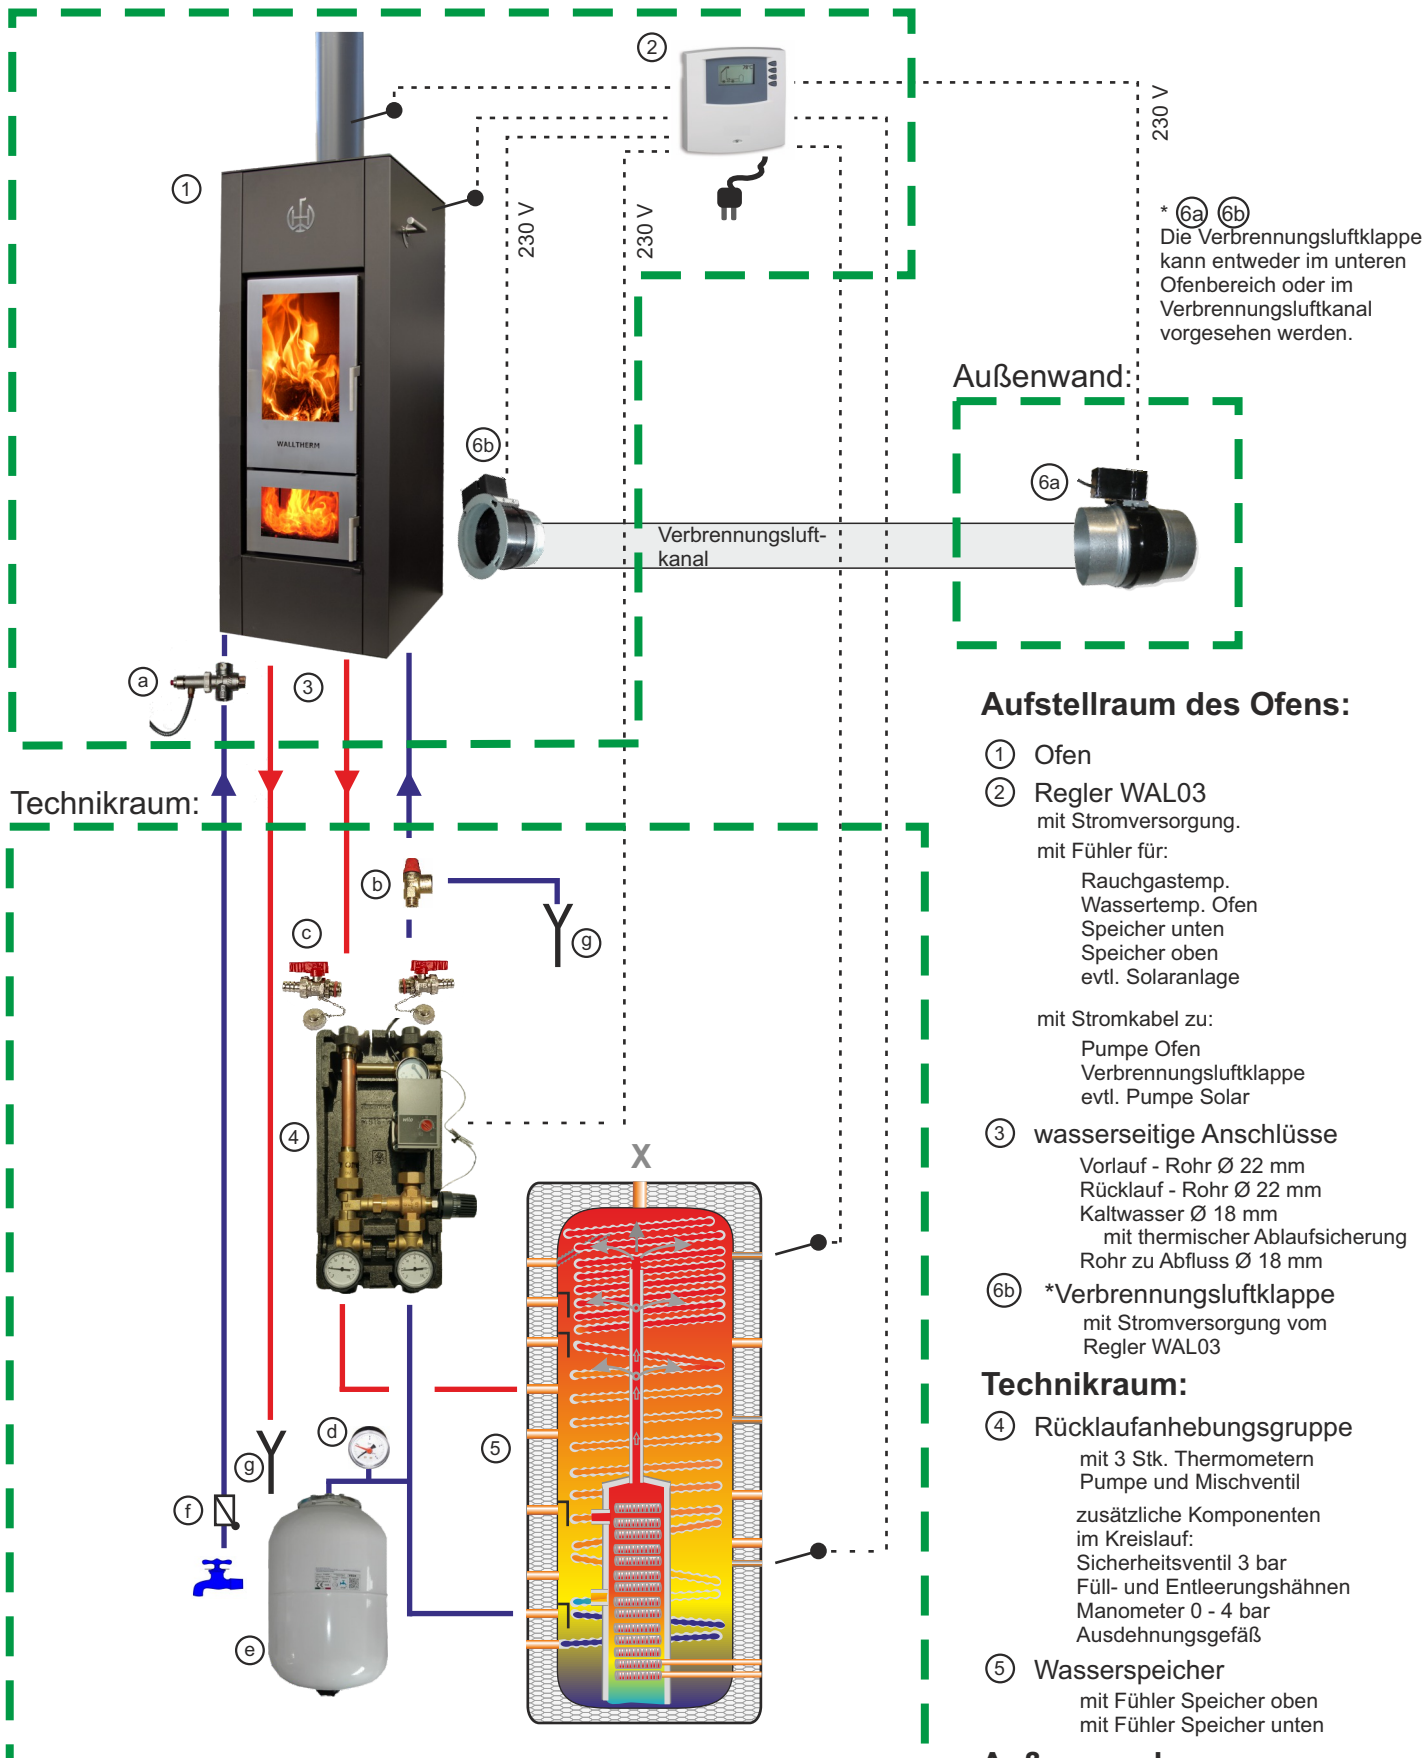 2
230 V
1
230 V
230 V
* 6a 6b
Die Verbrennungsluftklappe
kann entweder im unteren
Ofenbereich oder im
Verbrennungsluftkanal
vorgesehen werden.
Außenwand:
WALLTHERM
6b
6a
Verbrennungsluft-
kanal
a
3
Technikraum:
b
c
g
4
X
d
5
g
f
e
Aufstellraum des Ofens:
1 Ofen
2 Regler WAL03
mit Stromversorgung.
mit Fühler für:
Rauchgastemp.
Wassertemp. Ofen
Speicher unten
Speicher oben
evtl. Solaranlage
mit Stromkabel zu:
Pumpe Ofen
Verbrennungsluftklappe
evtl. Pumpe Solar
3 wasserseitige Anschlüsse
Vorlauf - Rohr Ø 22 mm
Rücklauf - Rohr Ø 22 mm
Kaltwasser Ø 18 mm
mit thermischer Ablaufsicherung
Rohr zu Abfluss Ø 18 mm
6b *Verbrennungsluftklappe
mit Stromversorgung vom
Regler WAL03
Technikraum:
4 Rücklaufanhebungsgruppe
mit 3 Stk. Thermometern
Pumpe und Mischventil
zusätzliche Komponenten
im Kreislauf:
Sicherheitsventil 3 bar
Füll- und Entleerungshähnen
Manometer 0 - 4 bar
Ausdehnungsgefäß
5 Wasserspeicher
mit Fühler Speicher oben
mit Fühler Speicher unten